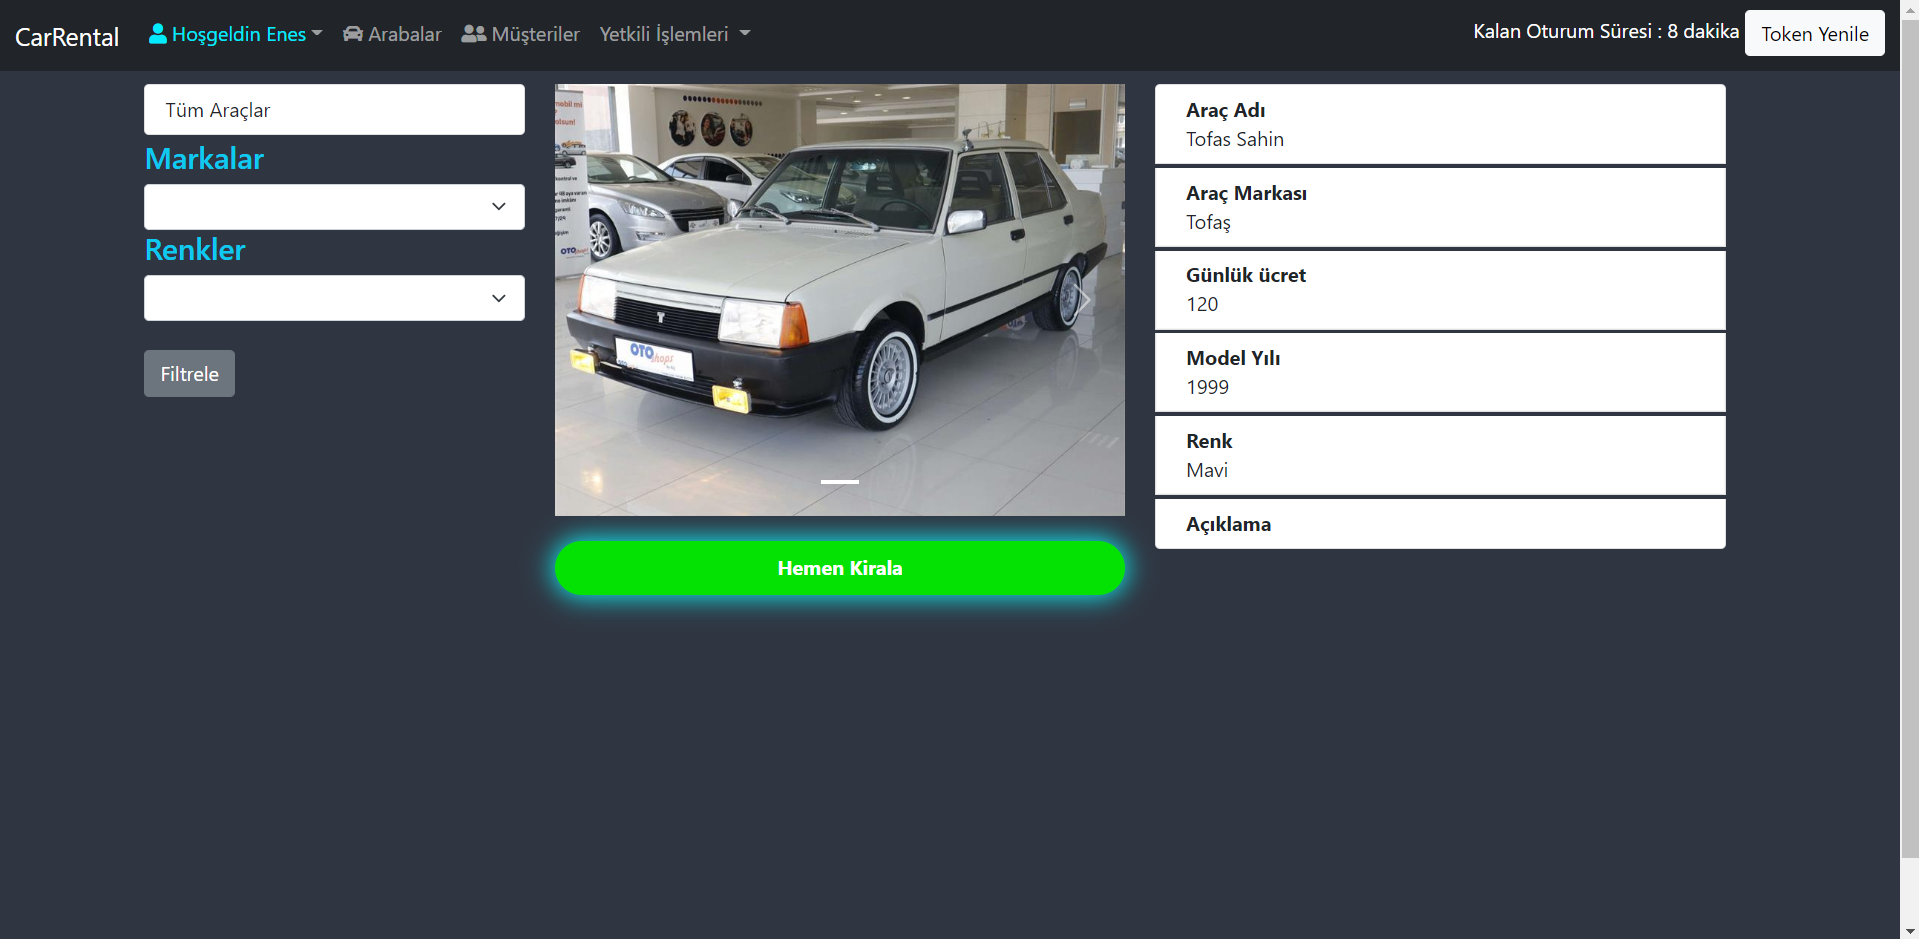 CarRental
Hoşgeldin Enes
Arabalar
Müşteriler
Yetkili İşlemleri
Kalan Oturum Süresi : 8 dakika
Token Yenile
Tüm Araçlar
Markalar
Renkler
Filtrele
OTO shops
T
Hemen Kirala
Araç Adı
Tofas Sahin
Araç Markası
Tofaş
Günlük ücret
120
Model Yılı
1999
Renk
Mavi
Açıklama